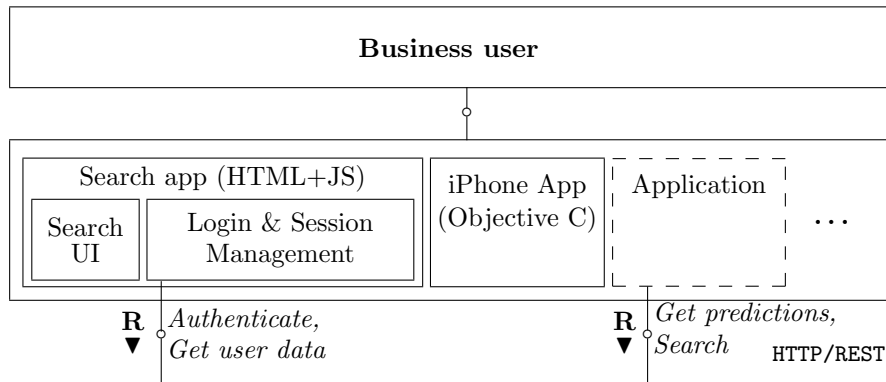 Business user
Search app (HTML+JS)
Search
UI
Login & Session
Management
iPhone App
(Objective C)
Application
...
R
Authenticate,
Get user data
R
Get predictions,
Search
HTTP/REST